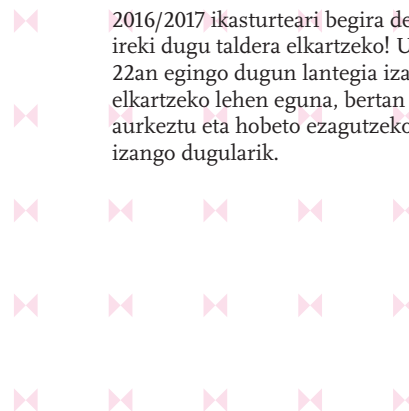 2016/2017 ikasturteari begira de
ireki dugu taldera elkartzeko! U
22an egingo dugun lantegia iza
elkartzeko lehen eguna, bertan
aurkeztu eta hobeto ezagutzeko
izango dugularik.